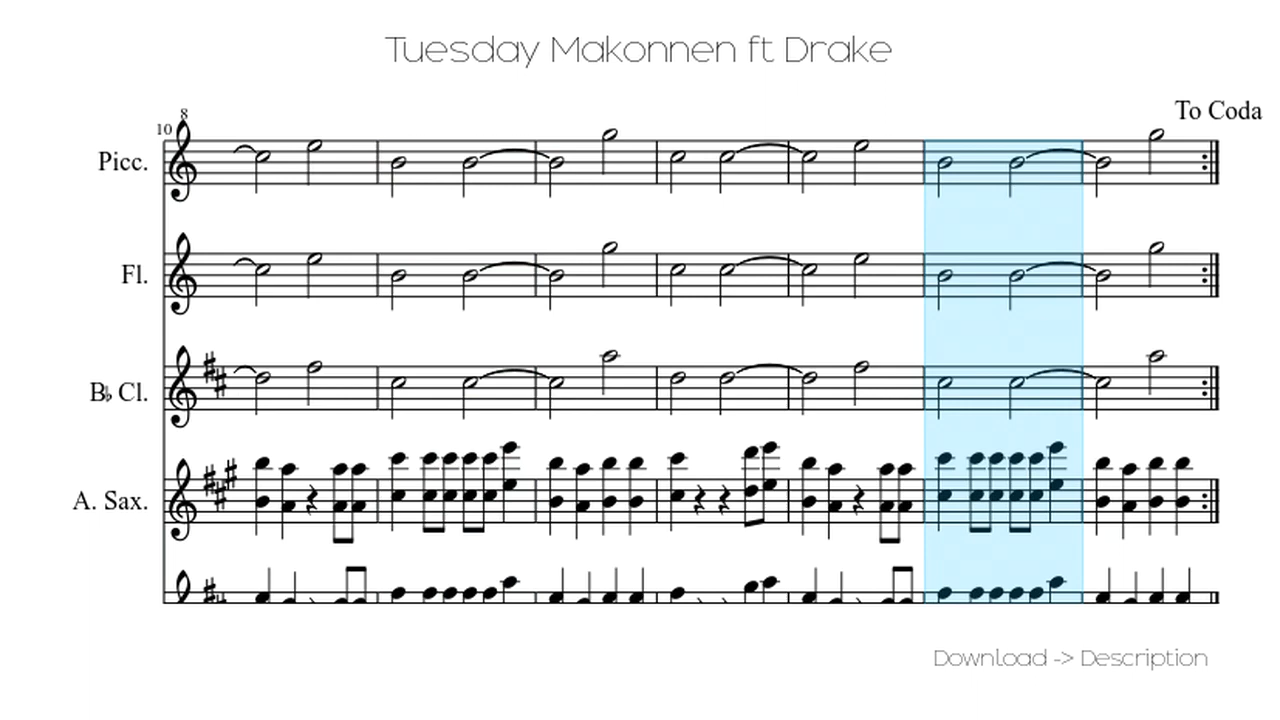 Tuesday Makonnen ft Drake
To Coda
8
10
Picc.
Fl.
B♭ Cl.
A. Sax.
Download -> Description